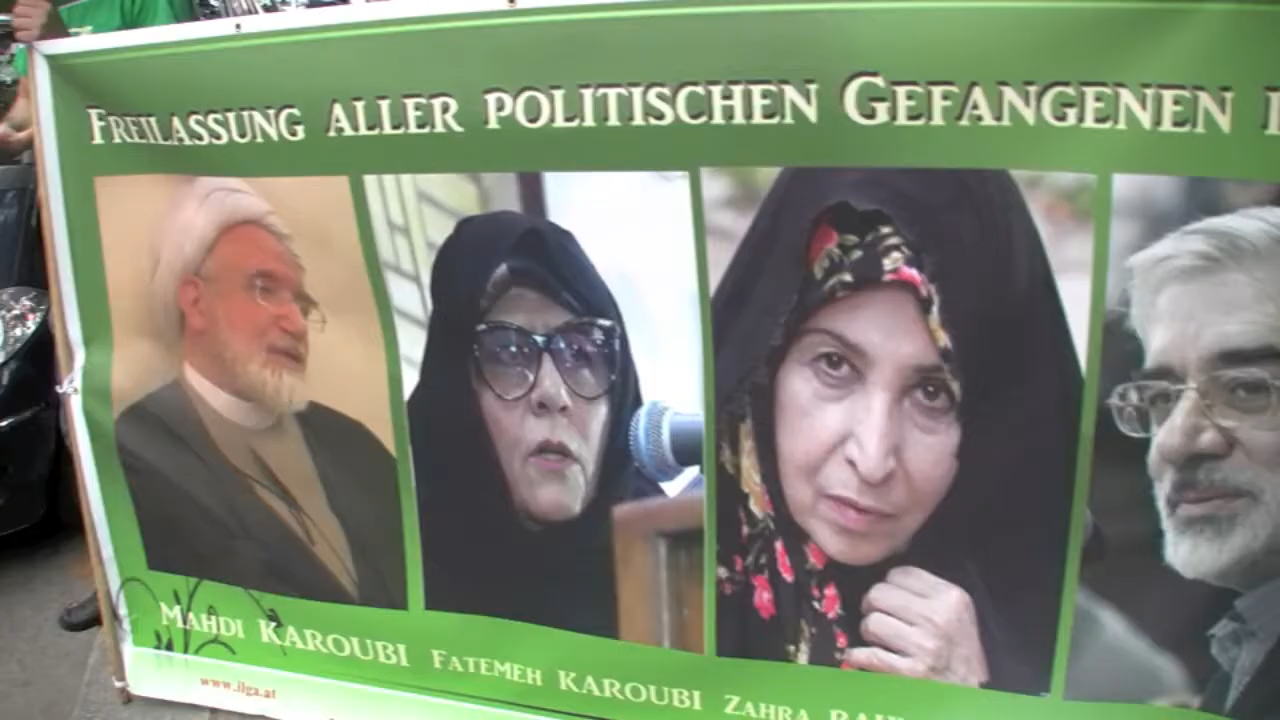 FREILASSUNG ALLER POLITISCHEN GEFANGENEN
MAHDI KAROUBI FATEMEH KAROUBI ZAHRA
www.ilga.at